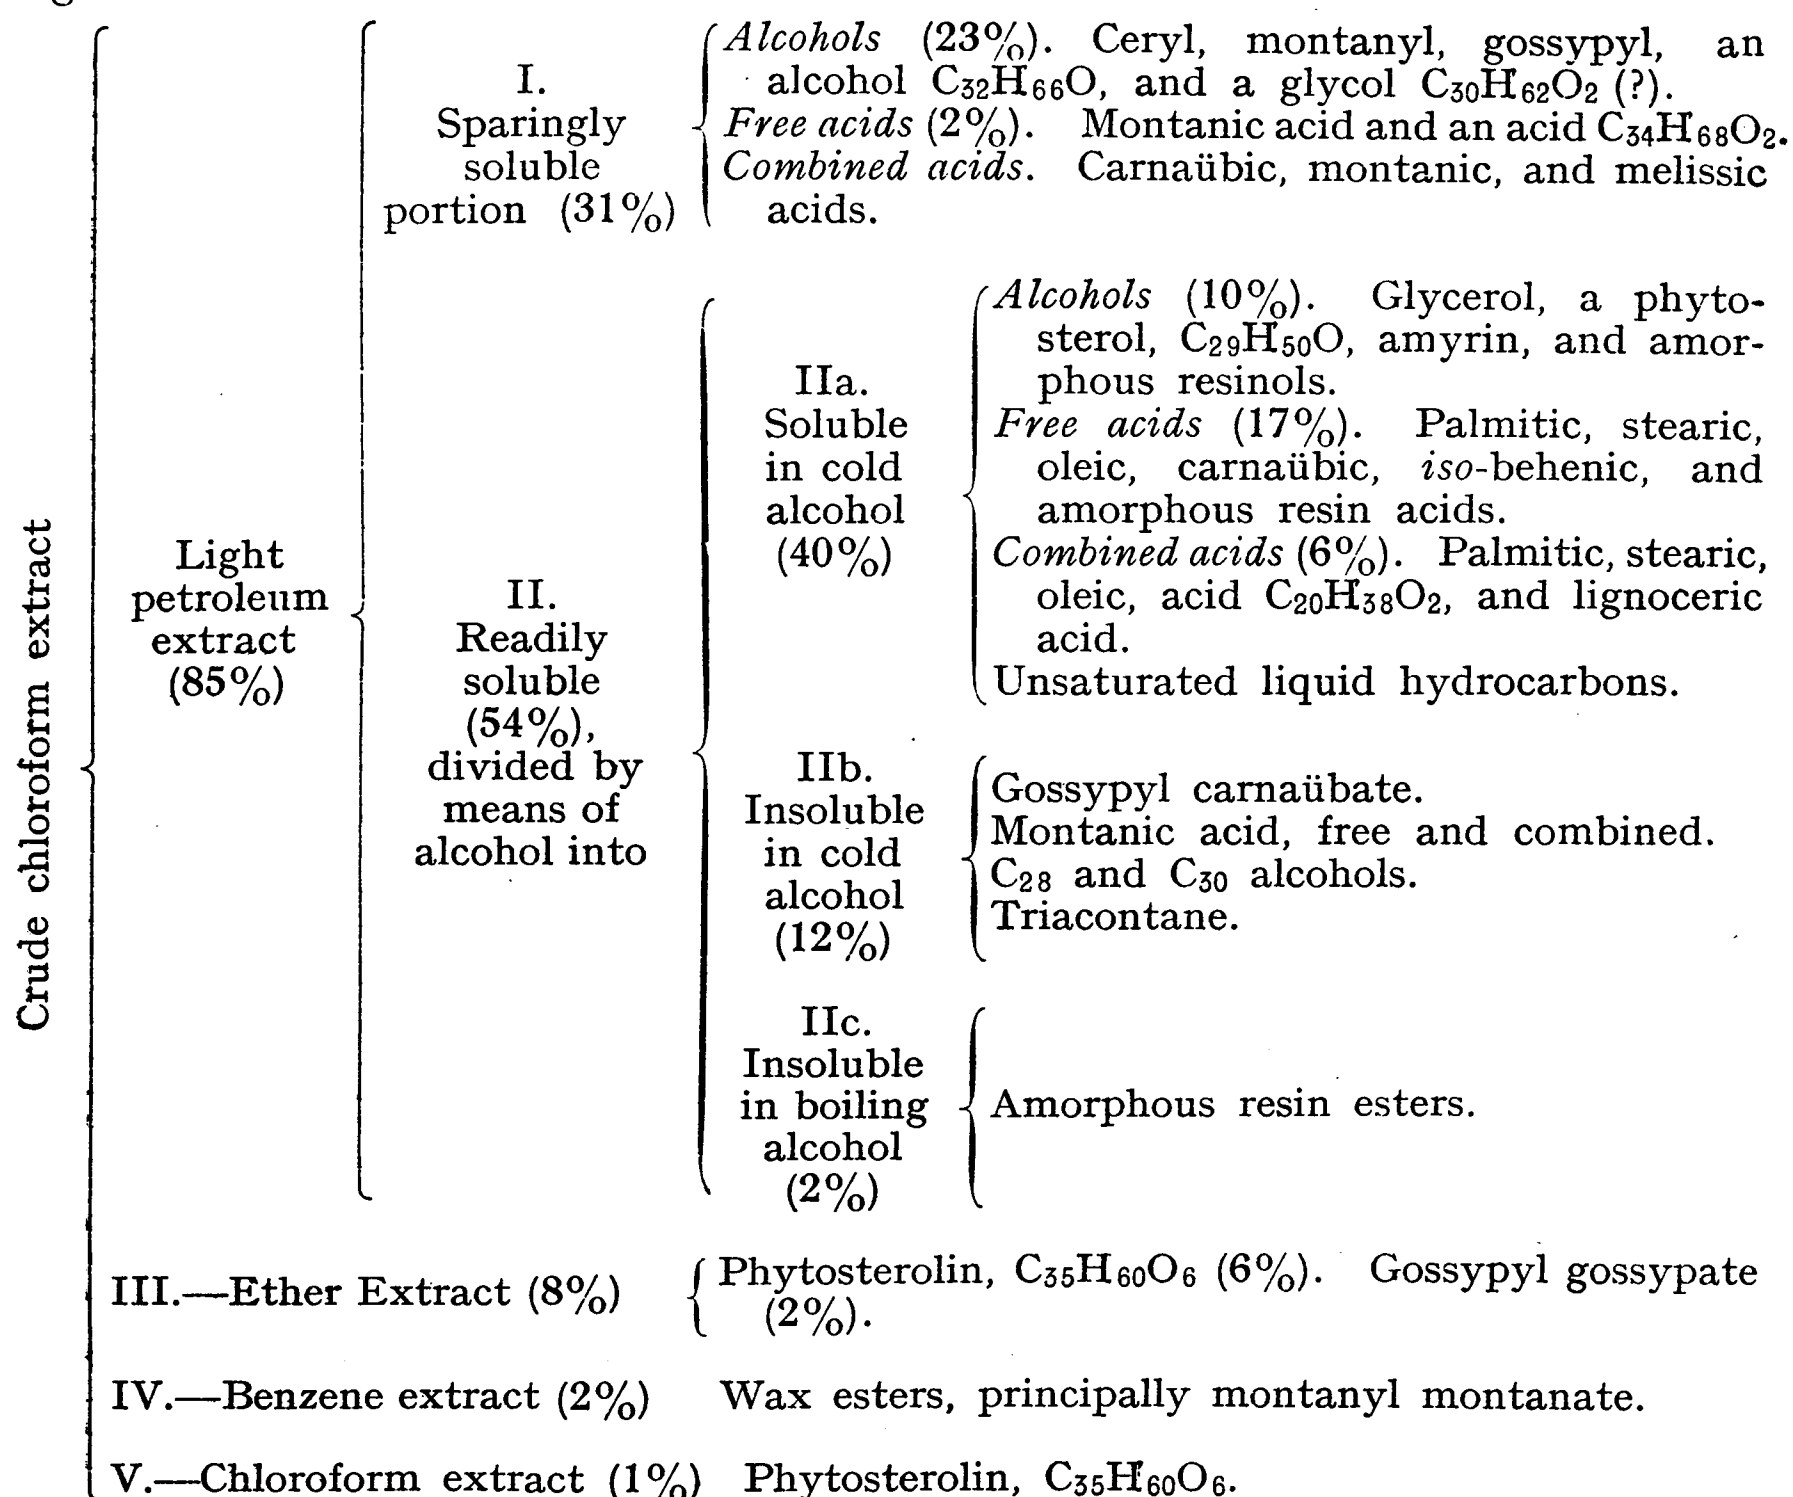 Crude chloroform extract
Light
petroleum
extract
(85%)
I.
Sparingly
soluble
portion (31%)
Alcohols (23%). Ceryl, montanyl, gossypyl, an
alcohol C₃₂H₆₆O, and a glycol C₃₀H₆₂O₂ (?).
Free acids (2%). Montanic acid and an acid C₃₄H₆₈O₂.
Combined acids. Carnaübic, montanic, and melissic
acids.
II.
Readily
soluble
(54%),
divided by
means of
alcohol into
IIa.
Soluble
in cold
alcohol
(40%)
Alcohols (10%). Glycerol, a phyto-
sterol, C₂₉H₅₀O, amyrin, and amor-
phous resinols.
Free acids (17%). Palmitic, stearic,
oleic, carnaübic, iso-behenic, and
amorphous resin acids.
Combined acids (6%). Palmitic, stearic,
oleic, acid C₂₀H₃₈O₂, and lignoceric
acid.
Unsaturated liquid hydrocarbons.
IIb.
Insoluble
in cold
alcohol
(12%)
Gossypyl carnaübate.
Montanic acid, free and combined.
C₂₈ and C₃₀ alcohols.
Triacontane.
IIc.
Insoluble
in boiling
alcohol
(2%)
Amorphous resin esters.
III.—Ether Extract (8%)
Phytosterolin, C₃₅H₆₀O₆ (6%). Gossypyl gossypate
(2%).
IV.—Benzene extract (2%) Wax esters, principally montanyl montanate.
V.—Chloroform extract (1%) Phytosterolin, C₃₅H₆₀O₆.